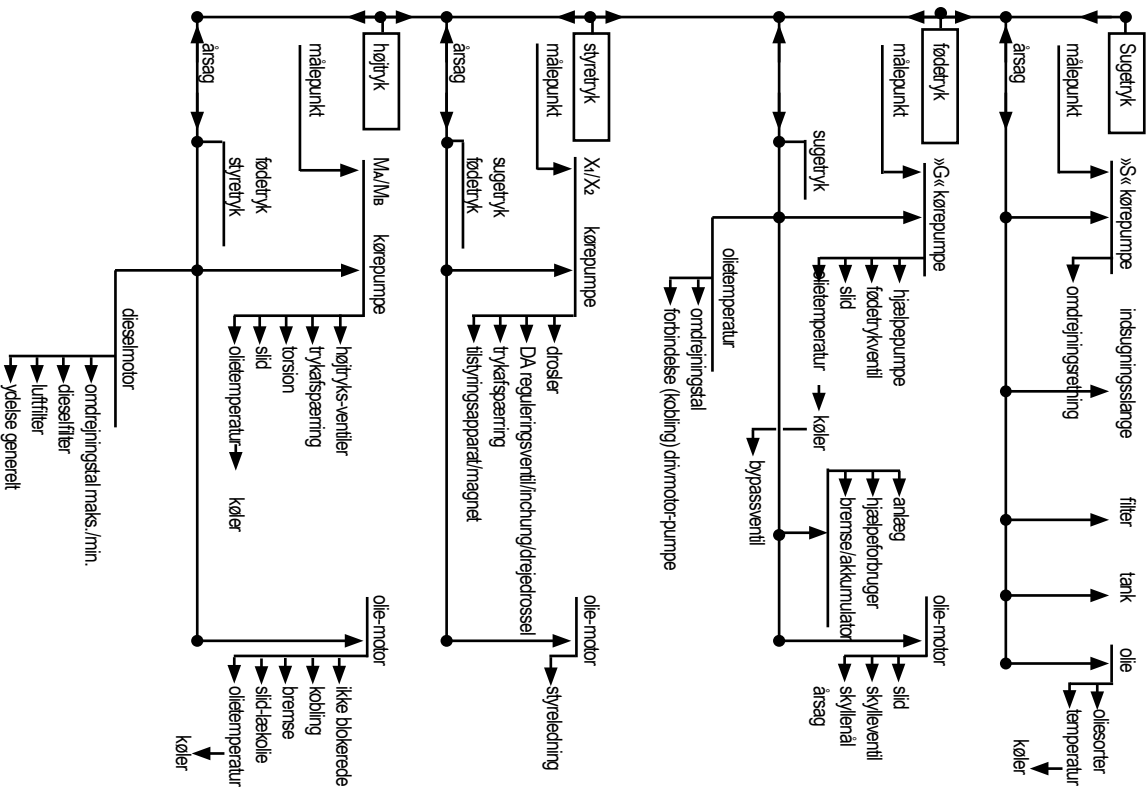 Sugetryk
målepunkt
årsag
»S« kørepumpe
omdrejningsretning
indsugningsslange
filter
tank
olie
oliesorter
temperatur
køler
fødetryk
målepunkt
sugetryk
»G« kørepumpe
hjælpepumpe
fødetrykventil
slid
olietemperatur
køler
bypassventil
olietemperatur
omdrejningstal
forbindelse (kobling) drivmotor-pumpe
anlæg
hjælpeforbruger
bremse/akkumulator
olie-motor
slid
skylleventil
skyllenål
årsag
styretryk
målepunkt
årsag
X1/X2
kørepumpe
sugetryk
fødetryk
drosler
DA reguleringsventil/inchung/drejedrossel
trykafspærring
tilstyringsapparat/magnet
olie-motor
styreledning
højtryk
målepunkt
årsag
MA/MB
kørepumpe
fødetryk
styretryk
højtryks-ventiler
trykafspærring
torsion
slid
olietemperatur
køler
dieselmotor
omdrejningstal maks./min.
dieselfilter
luftfilter
ydelse generelt
olie-motor
ikke blokerede
kobling
bremse
slid-lækolie
olietemperatur
køler